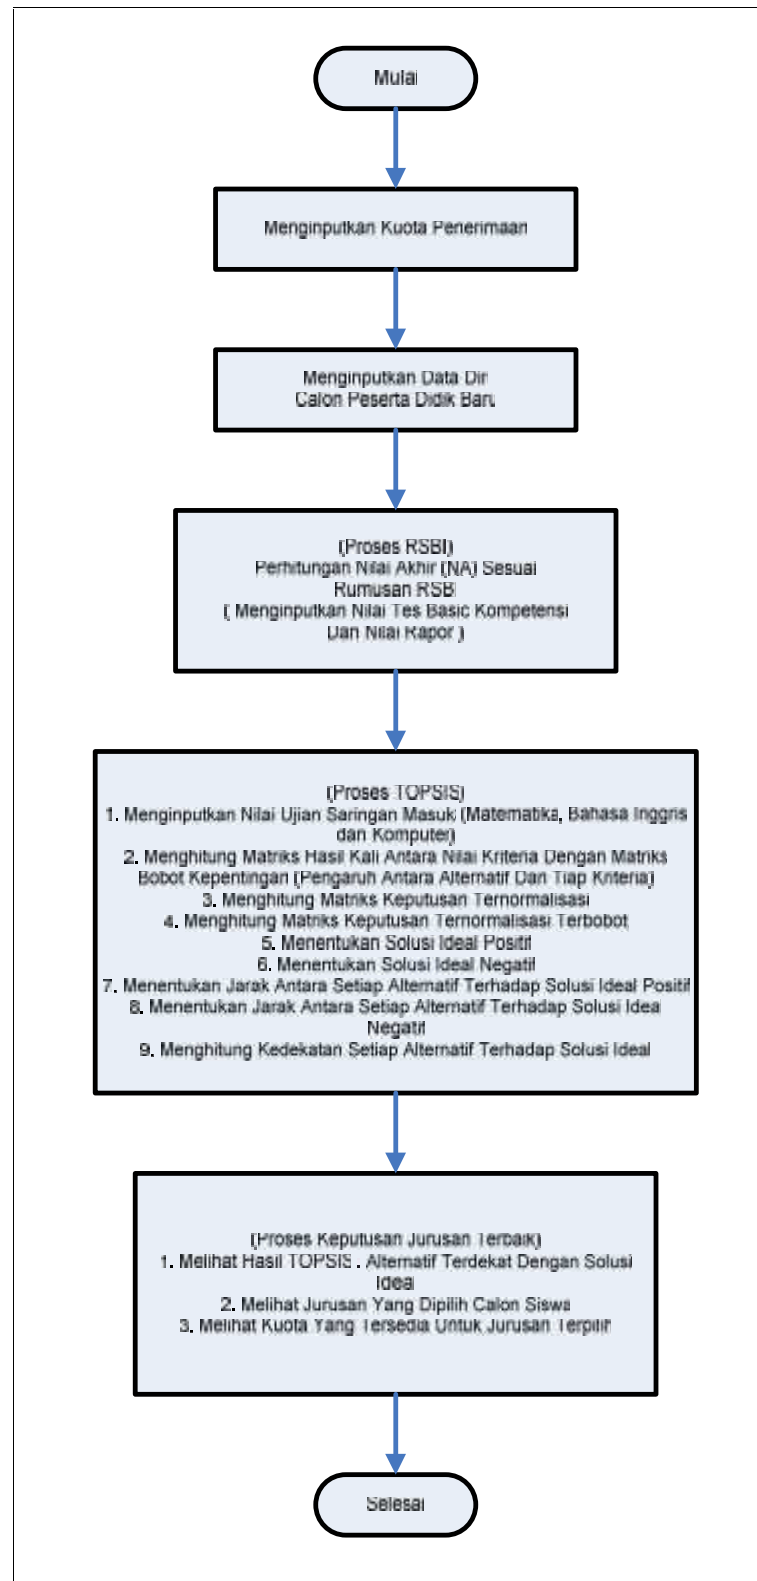 Mulai
Menginputkan Kuota Penerimaan
Menginputkan Data Diri
Calon Peserta Didik Baru
(Proses RSBI)
Perhitungan Nilai Akhir (NA) Sesuai
Rumusan RSBI
( Menginputkan Nilai Tes Basic Kompetensi
Dan Nilai Rapor )
(Proses TOPSIS)
1. Menginputkan Nilai Ujian Saringan Masuk (Matematika, Bahasa Inggris
dan Komputer)
2. Menghitung Matriks Hasil Kali Antara Nilai Kriteria Dengan Matriks
Bobot Kepentingan (Pengaruh Antara Alternatif Dan Tiap Kriteria)
3. Menghitung Matriks Keputusan Ternormalisasi
4. Menghitung Matriks Keputusan Ternormalisasi Terbobot
5. Menentukan Solusi Ideal Positif
6. Menentukan Solusi Ideal Negatif
7. Menentukan Jarak Antara Setiap Alternatif Terhadap Solusi Ideal Positif
8. Menentukan Jarak Antara Setiap Alternatif Terhadap Solusi Ideal
Negatif
9. Menghitung Kedekatan Setiap Alternatif Terhadap Solusi Ideal
(Proses Keputusan Jurusan Terbaik)
1. Melihat Hasil TOPSIS . Alternatif Terdekat Dengan Solusi
Ideal
2. Melihat Jurusan Yang Dipilih Calon Siswa
3. Melihat Kuota Yang Tersedia Untuk Jurusan Terpilih
Selesai